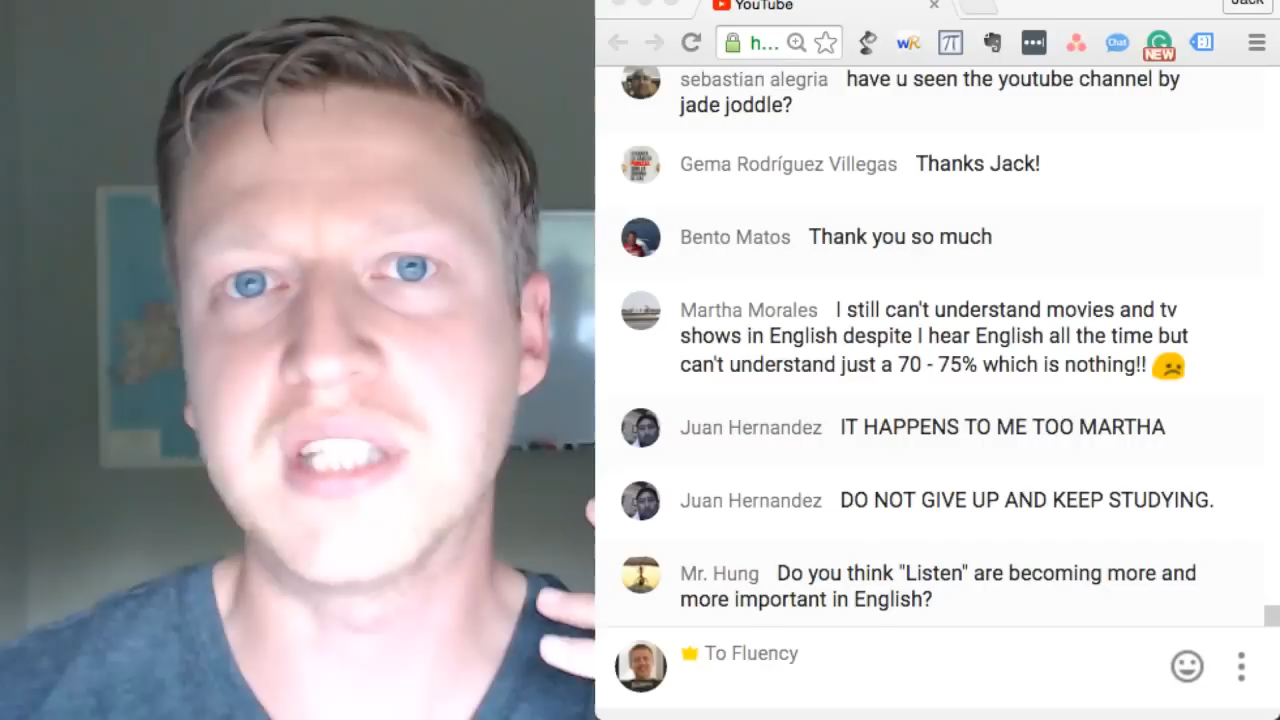 YouTube
Jack
h...
WR
π
Chat
NEW
sebastian alegria have u seen the youtube channel by
jade joddle?
Gema Rodríguez Villegas Thanks Jack!
Bento Matos Thank you so much
Martha Morales I still can't understand movies and tv
shows in English despite I hear English all the time but
can't understand just a 70 - 75% which is nothing!!
Juan Hernandez IT HAPPENS TO ME TOO MARTHA
Juan Hernandez DO NOT GIVE UP AND KEEP STUDYING.
Mr. Hung Do you think "Listen" are becoming more and
more important in English?
To Fluency